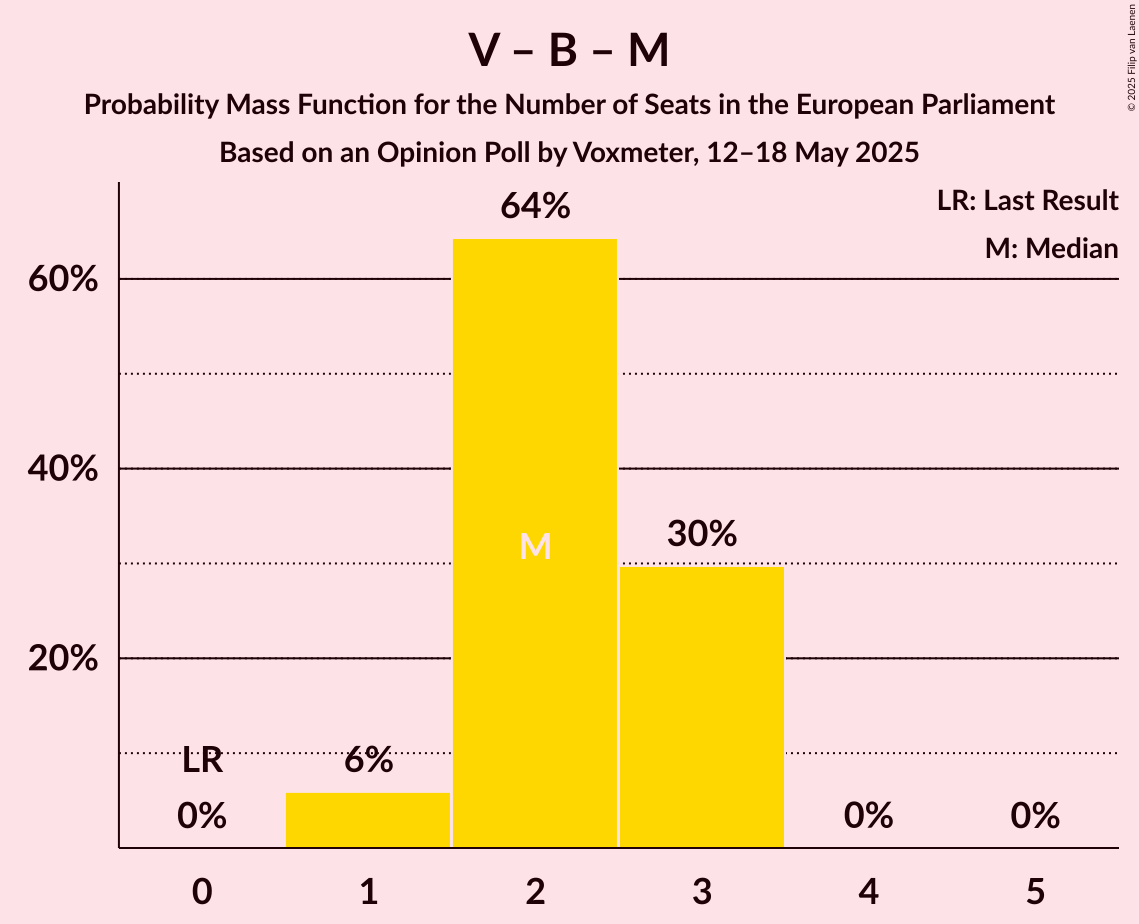 V – B – M
Probability Mass Function for the Number of Seats in the European Parliament
Based on an Opinion Poll by Voxmeter, 12–18 May 2025
© 2025 Filip van Laenen
LR: Last Result
M: Median
60%
40%
20%
64%
M
30%
LR
6%
0%
0%
0%
0
1
2
3
4
5